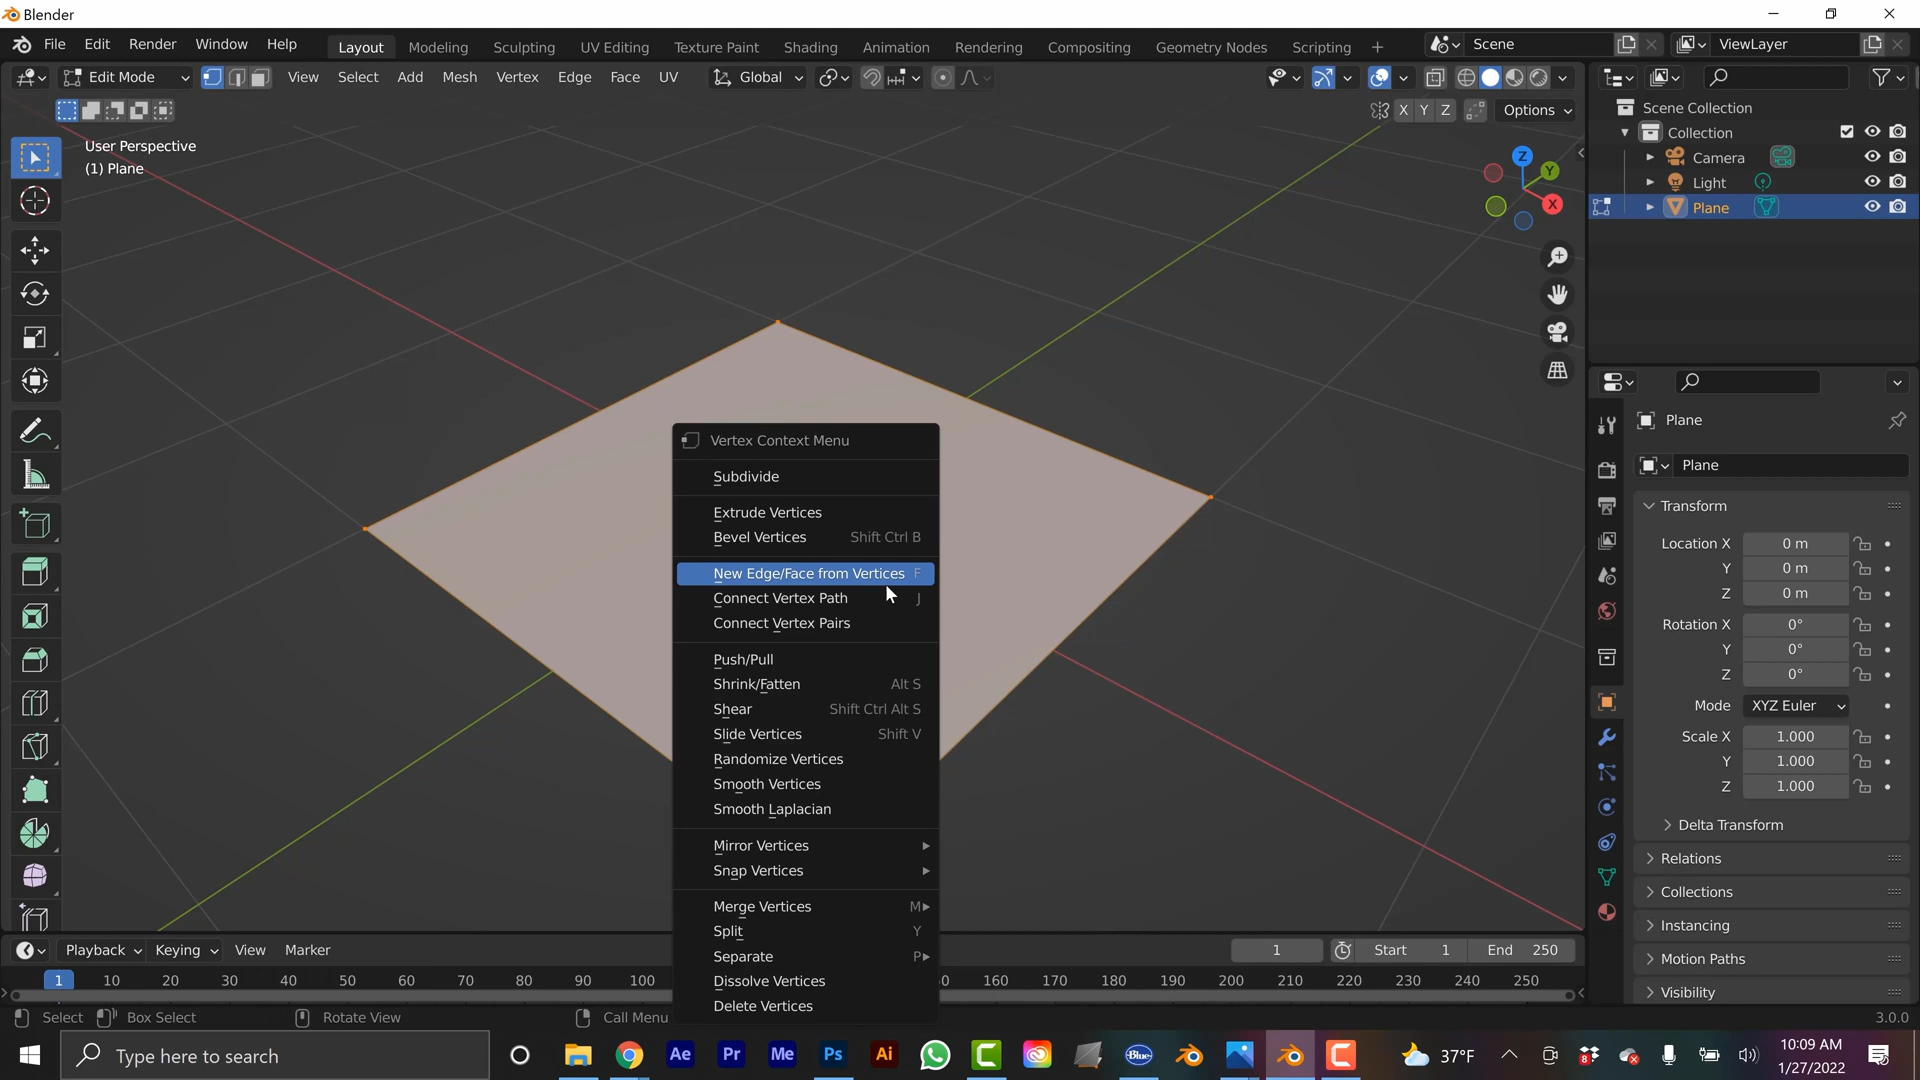 Blender
File Edit Render Window Help Layout Modeling Sculpting UV Editing Texture Paint Shading Animation Rendering Compositing Geometry Nodes Scripting + Scene ViewLayer
Edit Mode View Select Add Mesh Vertex Edge Face UV Global
X Y Z Options
User Perspective
(1) Plane
Z Y X
Scene Collection
Collection
Camera
Light
Plane
Vertex Context Menu
Subdivide
Extrude Vertices
Bevel Vertices Shift Ctrl B
New Edge/Face from Vertices F
Connect Vertex Path J
Connect Vertex Pairs
Push/Pull
Shrink/Fatten Alt S
Shear Shift Ctrl Alt S
Slide Vertices Shift V
Randomize Vertices
Smooth Vertices
Smooth Laplacian
Mirror Vertices
Snap Vertices
Merge Vertices M
Split Y
Separate P
Dissolve Vertices
Delete Vertices
Plane
Plane
Transform
Location X 0 m
Y 0 m
Z 0 m
Rotation X 0°
Y 0°
Z 0°
Mode XYZ Euler
Scale X 1.000
Y 1.000
Z 1.000
Delta Transform
Relations
Collections
Instancing
Motion Paths
Visibility
Playback Keying View Marker 1 Start 1 End 250
1 10 20 30 40 50 60 70 80 90 100 0 160 170 180 190 200 210 220 230 240 250
Select Box Select Rotate View Call Menu 3.0.0
Type here to search Ae Pr Me Ps Ai Blue 8 37°F 10:09 AM
1/27/2022